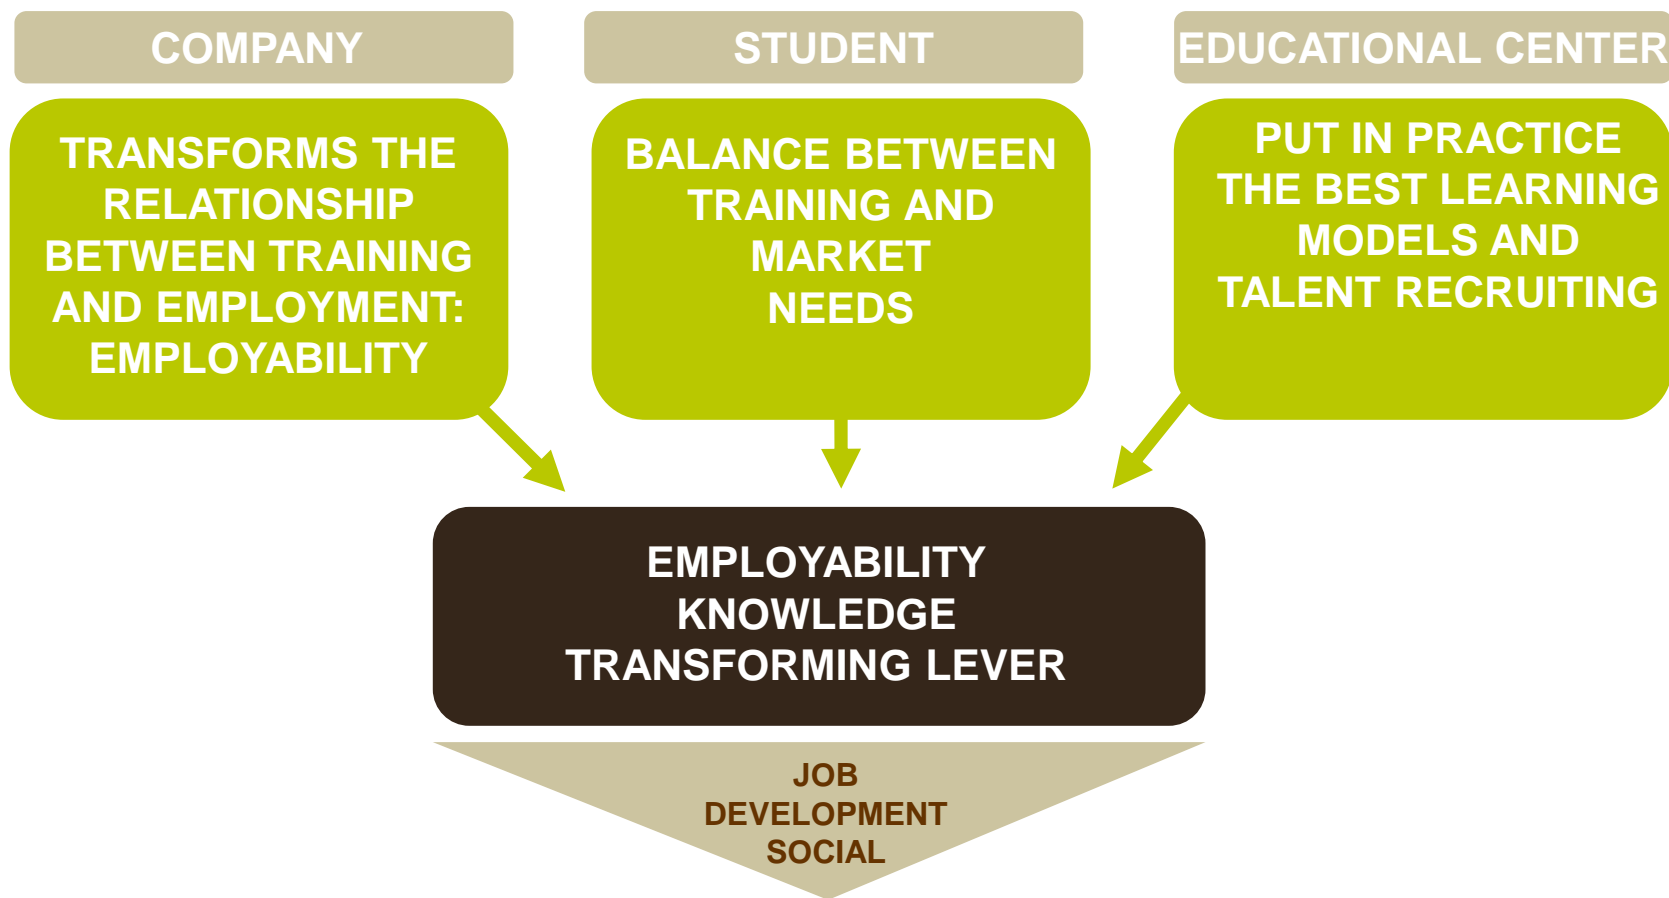 COMPANY
TRANSFORMS THE
RELATIONSHIP
BETWEEN TRAINING
AND EMPLOYMENT:
EMPLOYABILITY
STUDENT
BALANCE BETWEEN
TRAINING AND
MARKET
NEEDS
EDUCATIONAL CENTER
PUT IN PRACTICE
THE BEST LEARNING
MODELS AND
TALENT RECRUITING
EMPLOYABILITY
KNOWLEDGE
TRANSFORMING LEVER
JOB
DEVELOPMENT
SOCIAL